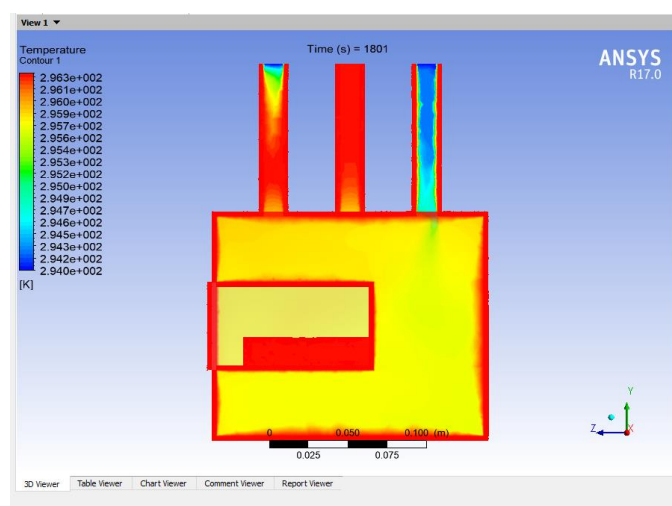 View 1
Temperature
Contour 1
Time (s) = 1801
ANSYS
R17.0
2.963e+002
2.961e+002
2.960e+002
2.959e+002
2.957e+002
2.956e+002
2.954e+002
2.953e+002
2.952e+002
2.950e+002
2.949e+002
2.947e+002
2.946e+002
2.945e+002
2.943e+002
2.942e+002
2.940e+002
[K]
Y
Z
X
0 0.050 0.100 (m)
0.025 0.075
3D Viewer Table Viewer Chart Viewer Comment Viewer Report Viewer